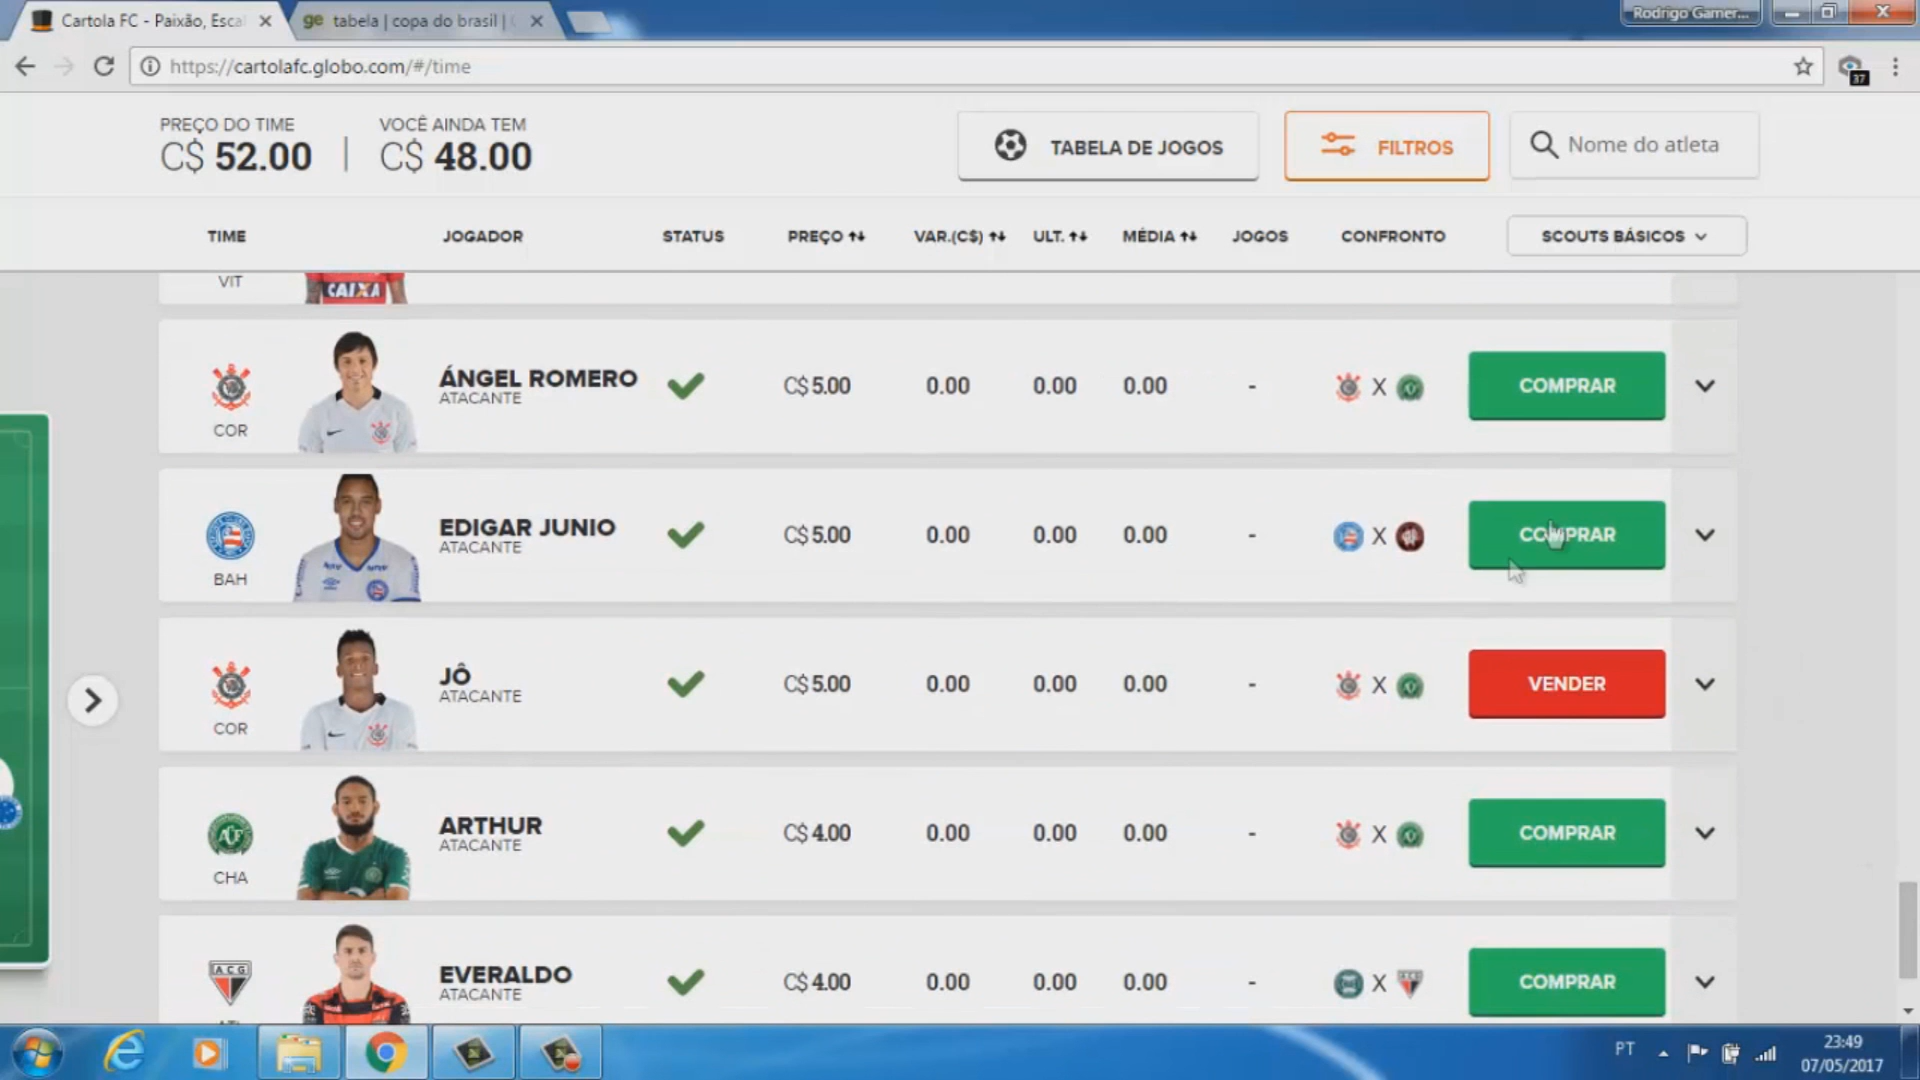 Cartola FC - Paixão, Esca
ge tabela | copa do brasil |
Rodrigo Gamer...
https://cartolafc.globo.com/#/time
37
PREÇO DO TIME
C$ 52.00
VOCÊ AINDA TEM
C$ 48.00
TABELA DE JOGOS
FILTROS
Nome do atleta
TIME JOGADOR STATUS PREÇO VAR.(C$) ULT. MÉDIA JOGOS CONFRONTO SCOUTS BÁSICOS
VIT
CAIXA
ÁNGEL ROMERO
ATACANTE
COR
C$ 5.00 0.00 0.00 0.00 - X COMPRAR
EDIGAR JUNIO
ATACANTE
BAH
C$ 5.00 0.00 0.00 0.00 - X COMPRAR
JÔ
ATACANTE
COR
C$ 5.00 0.00 0.00 0.00 - X VENDER
ARTHUR
ATACANTE
CHA
C$ 4.00 0.00 0.00 0.00 - X COMPRAR
ACG
EVERALDO
ATACANTE
C$ 4.00 0.00 0.00 0.00 - X COMPRAR
PT
23:49
07/05/2017